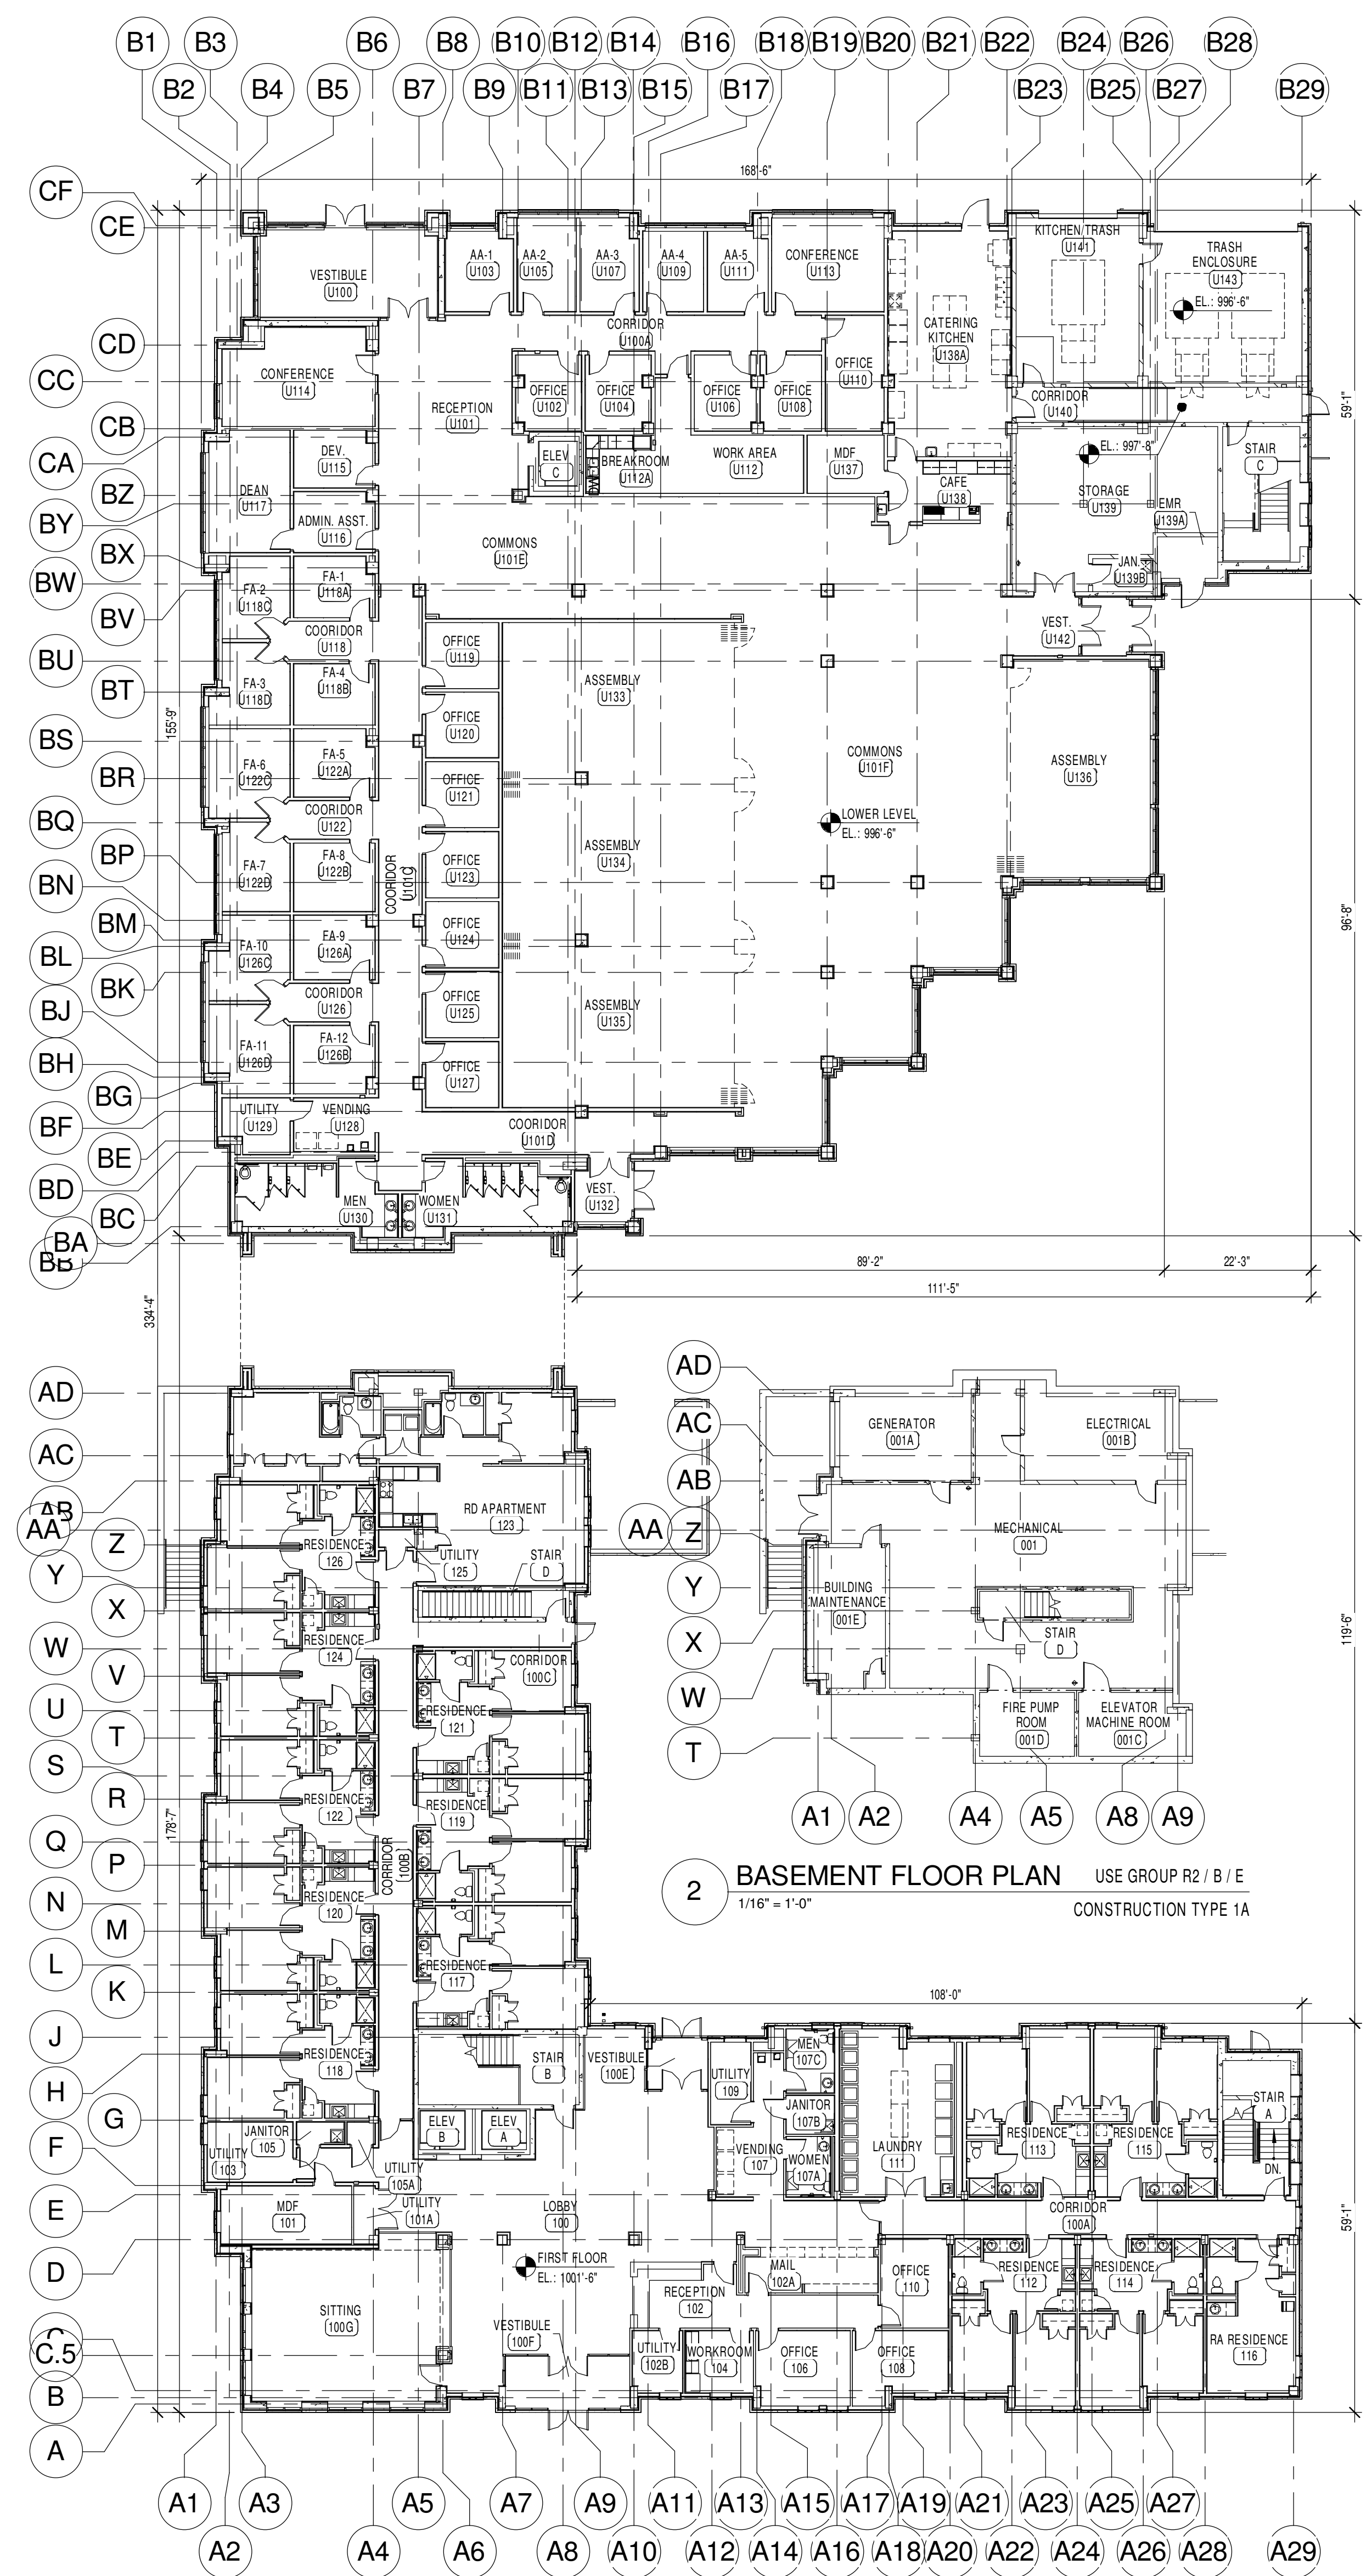 B1
B3
B6
B8
B10
B12
B14
B16
B18
B19
B20
B21
B22
B24
B26
B28
B2
B4
B5
B7
B9
B11
B13
B15
B17
B23
B25
B27
B29
168'-6"
CF
CE
CD
CC
CB
CA
BZ
BY
BX
BW
BV
BU
BT
BS
BR
BQ
BP
BN
BM
BL
BK
BJ
BH
BG
BF
BE
BD
BC
BA
BB
155'-9"
334'-4"
59'-1"
96'-8"
VESTIBULE
U100
AA-1
U103
AA-2
U105
AA-3
U107
AA-4
U109
AA-5
U111
CONFERENCE
U113
KITCHEN/TRASH
U141
TRASH
ENCLOSURE
U143
EL.: 996'-6"
CORRIDOR
U100A
CATERING
KITCHEN
U138A
CONFERENCE
U114
OFFICE
U102
OFFICE
U104
OFFICE
U106
OFFICE
U108
OFFICE
U110
CORRIDOR
U140
RECEPTION
U101
EL.: 997'-8"
STAIR
C
DEV.
U115
ELEV
C
DW
REF
BREAKROOM
U112A
WORK AREA
U112
MDF
U137
CAFE
U138
STORAGE
U139
EMR
U139A
DEAN
U117
ADMIN. ASST.
U116
COMMONS
U101E
JAN.
U139B
FA-2
U118C
FA-1
U118A
COORIDOR
U118
VEST.
U142
OFFICE
U119
FA-3
U118D
FA-4
U118B
ASSEMBLY
U133
OFFICE
U120
FA-6
U122C
FA-5
U122A
COMMONS
U101F
ASSEMBLY
U136
OFFICE
U121
COORIDOR
U122
LOWER LEVEL
EL.: 996'-6"
FA-7
U122D
FA-8
U122B
COORIDOR
U101C
OFFICE
U123
ASSEMBLY
U134
FA-10
U126C
FA-9
U126A
OFFICE
U124
COORIDOR
U126
OFFICE
U125
ASSEMBLY
U135
FA-11
U126D
FA-12
U126B
OFFICE
U127
UTILITY
U129
VENDING
U128
COORIDOR
U101D
MEN
U130
WOMEN
U131
VEST.
U132
89'-2"
22'-3"
111'-5"
AD
AC
AB
AA
Z
Y
X
W
V
U
T
S
R
Q
P
N
M
L
K
J
H
G
F
E
D
C
C.5
B
A
178'-7"
119'-6"
59'-1"
RD APARTMENT
123
RESIDENCE
126
UTILITY
125
STAIR
D
RESIDENCE
124
CORRIDOR
100C
RESIDENCE
121
RESIDENCE
122
RESIDENCE
119
CORRIDOR
100B
RESIDENCE
120
RESIDENCE
117
RESIDENCE
118
STAIR
B
ELEV
B
ELEV
A
JANITOR
105
UTILITY
103
UTILITY
105A
MDF
101
UTILITY
101A
LOBBY
100
FIRST FLOOR
EL.: 1001'-6"
SITTING
100G
VESTIBULE
100F
AD
AC
AB
AA
Z
Y
X
W
T
GENERATOR
001A
ELECTRICAL
001B
MECHANICAL
001
BUILDING
MAINTENANCE
001E
STAIR
D
FIRE PUMP
ROOM
001D
ELEVATOR
MACHINE ROOM
001C
A1
A2
A4
A5
A8
A9
2
BASEMENT FLOOR PLAN
USE GROUP R2 / B / E
1/16" = 1'-0"
CONSTRUCTION TYPE 1A
108'-0"
VESTIBULE
100E
UTILITY
109
MEN
107C
JANITOR
107B
VENDING
107
WOMEN
107A
LAUNDRY
111
RESIDENCE
113
RESIDENCE
115
STAIR
A
DN.
CORRIDOR
100A
MAIL
102A
RECEPTION
102
OFFICE
110
RESIDENCE
112
RESIDENCE
114
UTILITY
102B
WORKROOM
104
OFFICE
106
OFFICE
108
RA RESIDENCE
116
A1
A3
A5
A7
A9
A11
A13
A15
A17
A19
A21
A23
A25
A27
A2
A4
A6
A8
A10
A12
A14
A16
A18
A20
A22
A24
A26
A28
A29